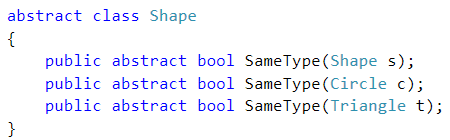 abstract class Shape
{
    public abstract bool SameType(Shape s);
    public abstract bool SameType(Circle c);
    public abstract bool SameType(Triangle t);
}